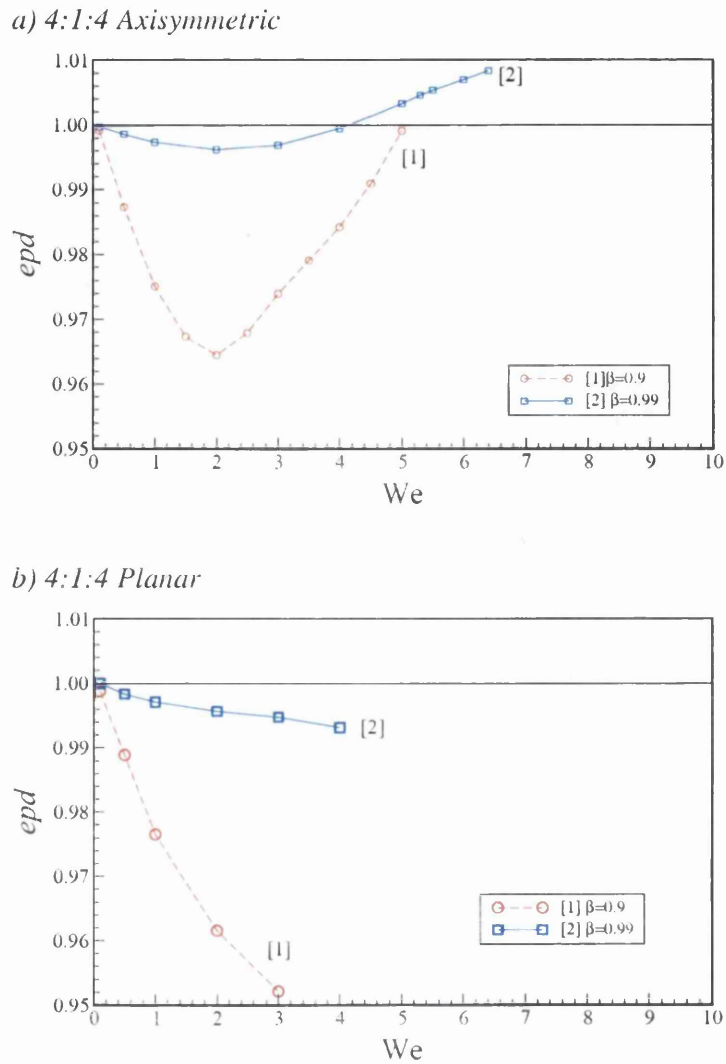 a) 4:1:4 Axisymmetric
1.01
1.00
0.99
0.98
0.97
0.96
0.95
epd
[2]
[1]
[1]β=0.9
[2] β=0.99
0 1 2 3 4 5 6 7 8 9 10
We
b) 4:1:4 Planar
1.01
1.00
0.99
0.98
0.97
0.96
0.95
epd
[2]
[1]
[1] β=0.9
[2] β=0.99
0 1 2 3 4 5 6 7 8 9 10
We